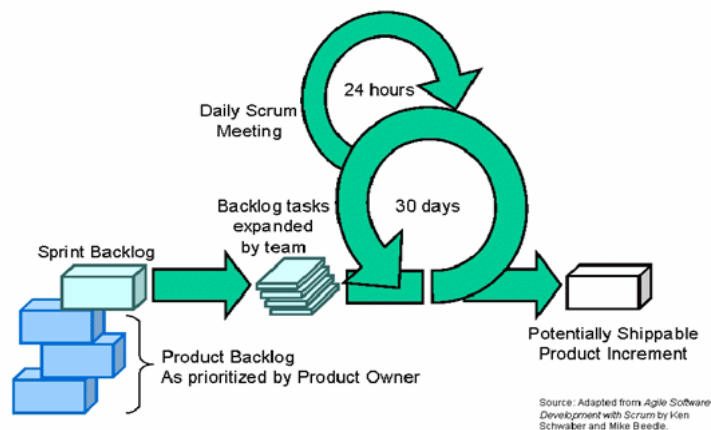 24 hours
Daily Scrum
Meeting
Backlog tasks
expanded
by team
30 days
Sprint Backlog
Product Backlog
As prioritized by Product Owner
Potentially Shippable
Product Increment
Source: Adapted from Agile Software
Development with Scrum by Ken
Schwaber and Mike Beedle.